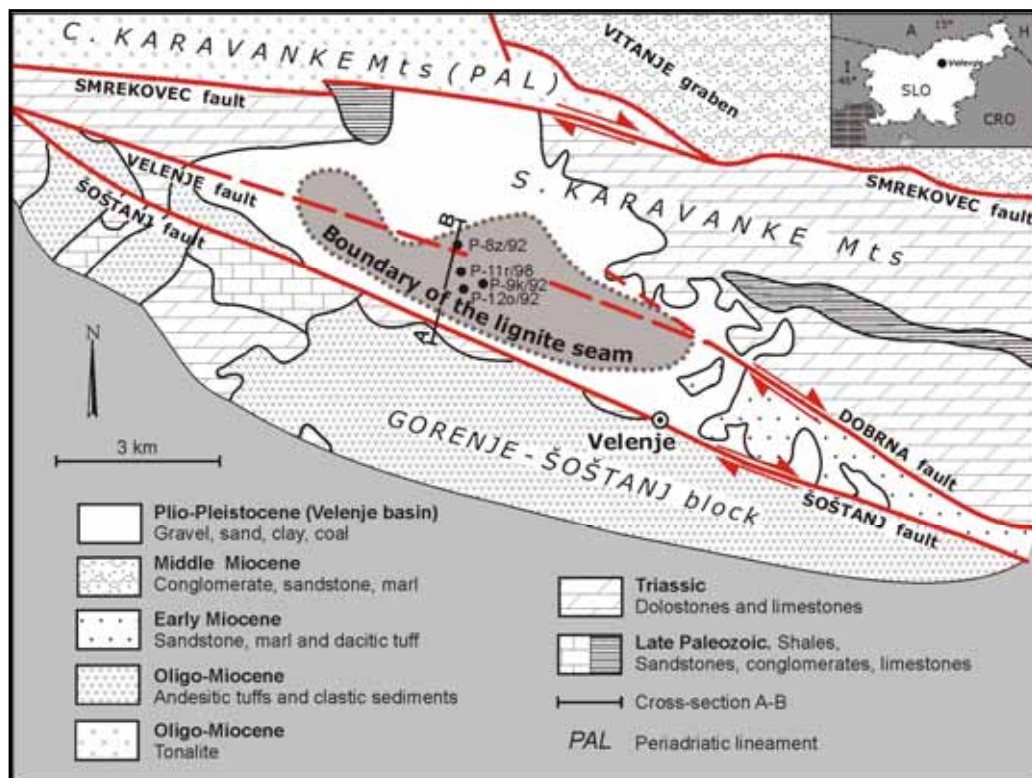 C. KARAVANKE Mts (PAL)
VITANJE graben
A
15°
H
Velenje
I
46°
SLO
CRO
SMREKOVEC fault
SMREKOVEC fault
VELENJE fault
ŠOŠTANJ fault
S. KARAVANKE Mts
B
P-8z/92
P-11r/98
P-9k/92
P-12o/92
A
Boundary of the lignite seam
N
3 km
Velenje
GORENJE-ŠOŠTANJ block
DOBRNA fault
ŠOŠTANJ fault
Plio-Pleistocene (Velenje basin)
Gravel, sand, clay, coal
Middle Miocene
Conglomerate, sandstone, marl
Early Miocene
Sandstone, marl and dacitic tuff
Oligo-Miocene
Andesitic tuffs and clastic sediments
Oligo-Miocene
Tonalite
Triassic
Dolostones and limestones
Late Paleozoic. Shales,
Sandstones, conglomerates, limestones
Cross-section A-B
PAL Periadriatic lineament